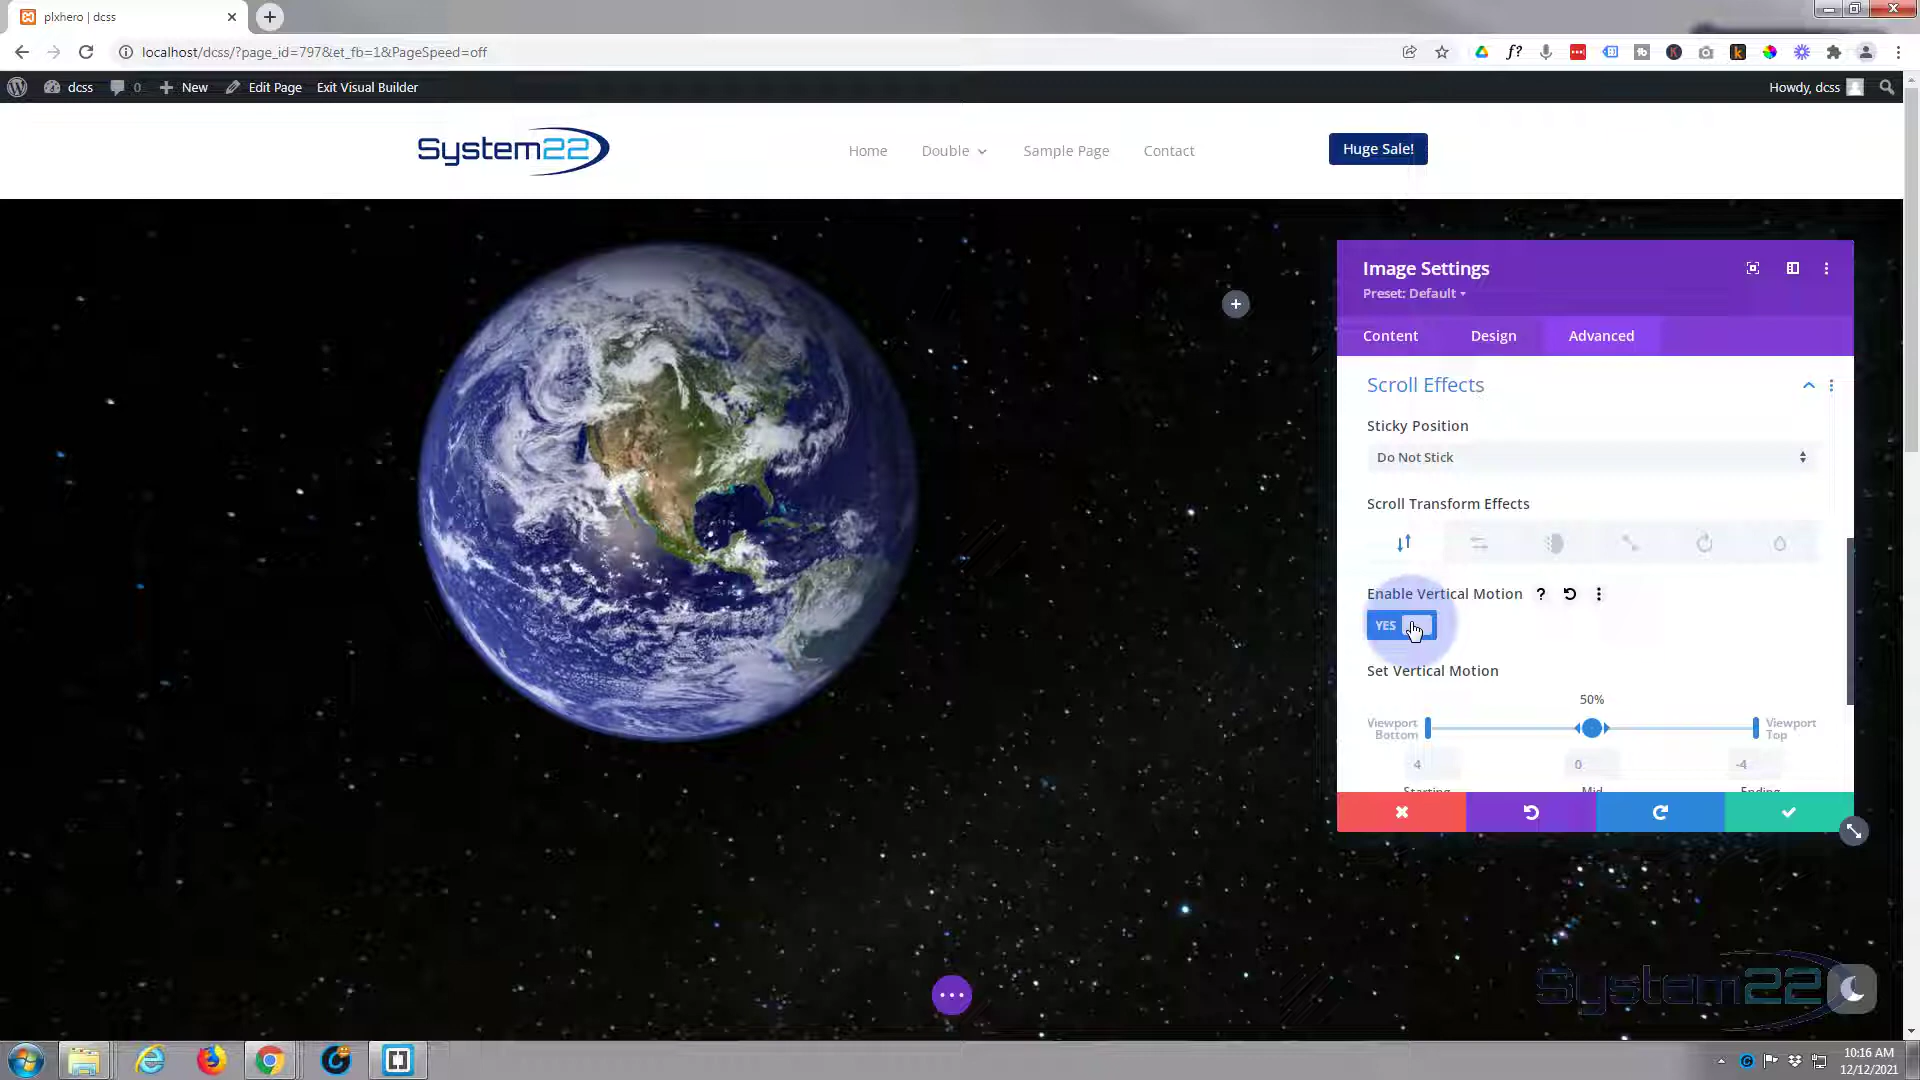 plxhero | dcss
localhost/dcss/?page_id=797&et_fb=1&PageSpeed=off
f?
dcss
0
New
Edit Page
Exit Visual Builder
Howdy, dcss
System22
Home
Double
Sample Page
Contact
Huge Sale!
Image Settings
Preset: Default
Content
Design
Advanced
Scroll Effects
Sticky Position
Do Not Stick
Scroll Transform Effects
Enable Vertical Motion ?
YES
Set Vertical Motion
50%
Viewport Bottom
Viewport Top
4
0
-4
Starting
Mid
Ending
System22
10:16 AM
12/12/2021